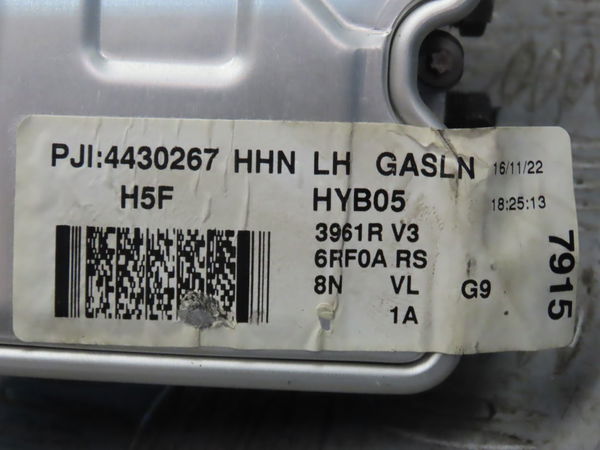 PJI:4430267 HHN LH GASLN 16/11/22
H5F HYB05 18:25:13
3961R V3
6RF0A RS
8N VL G9
1A
7915